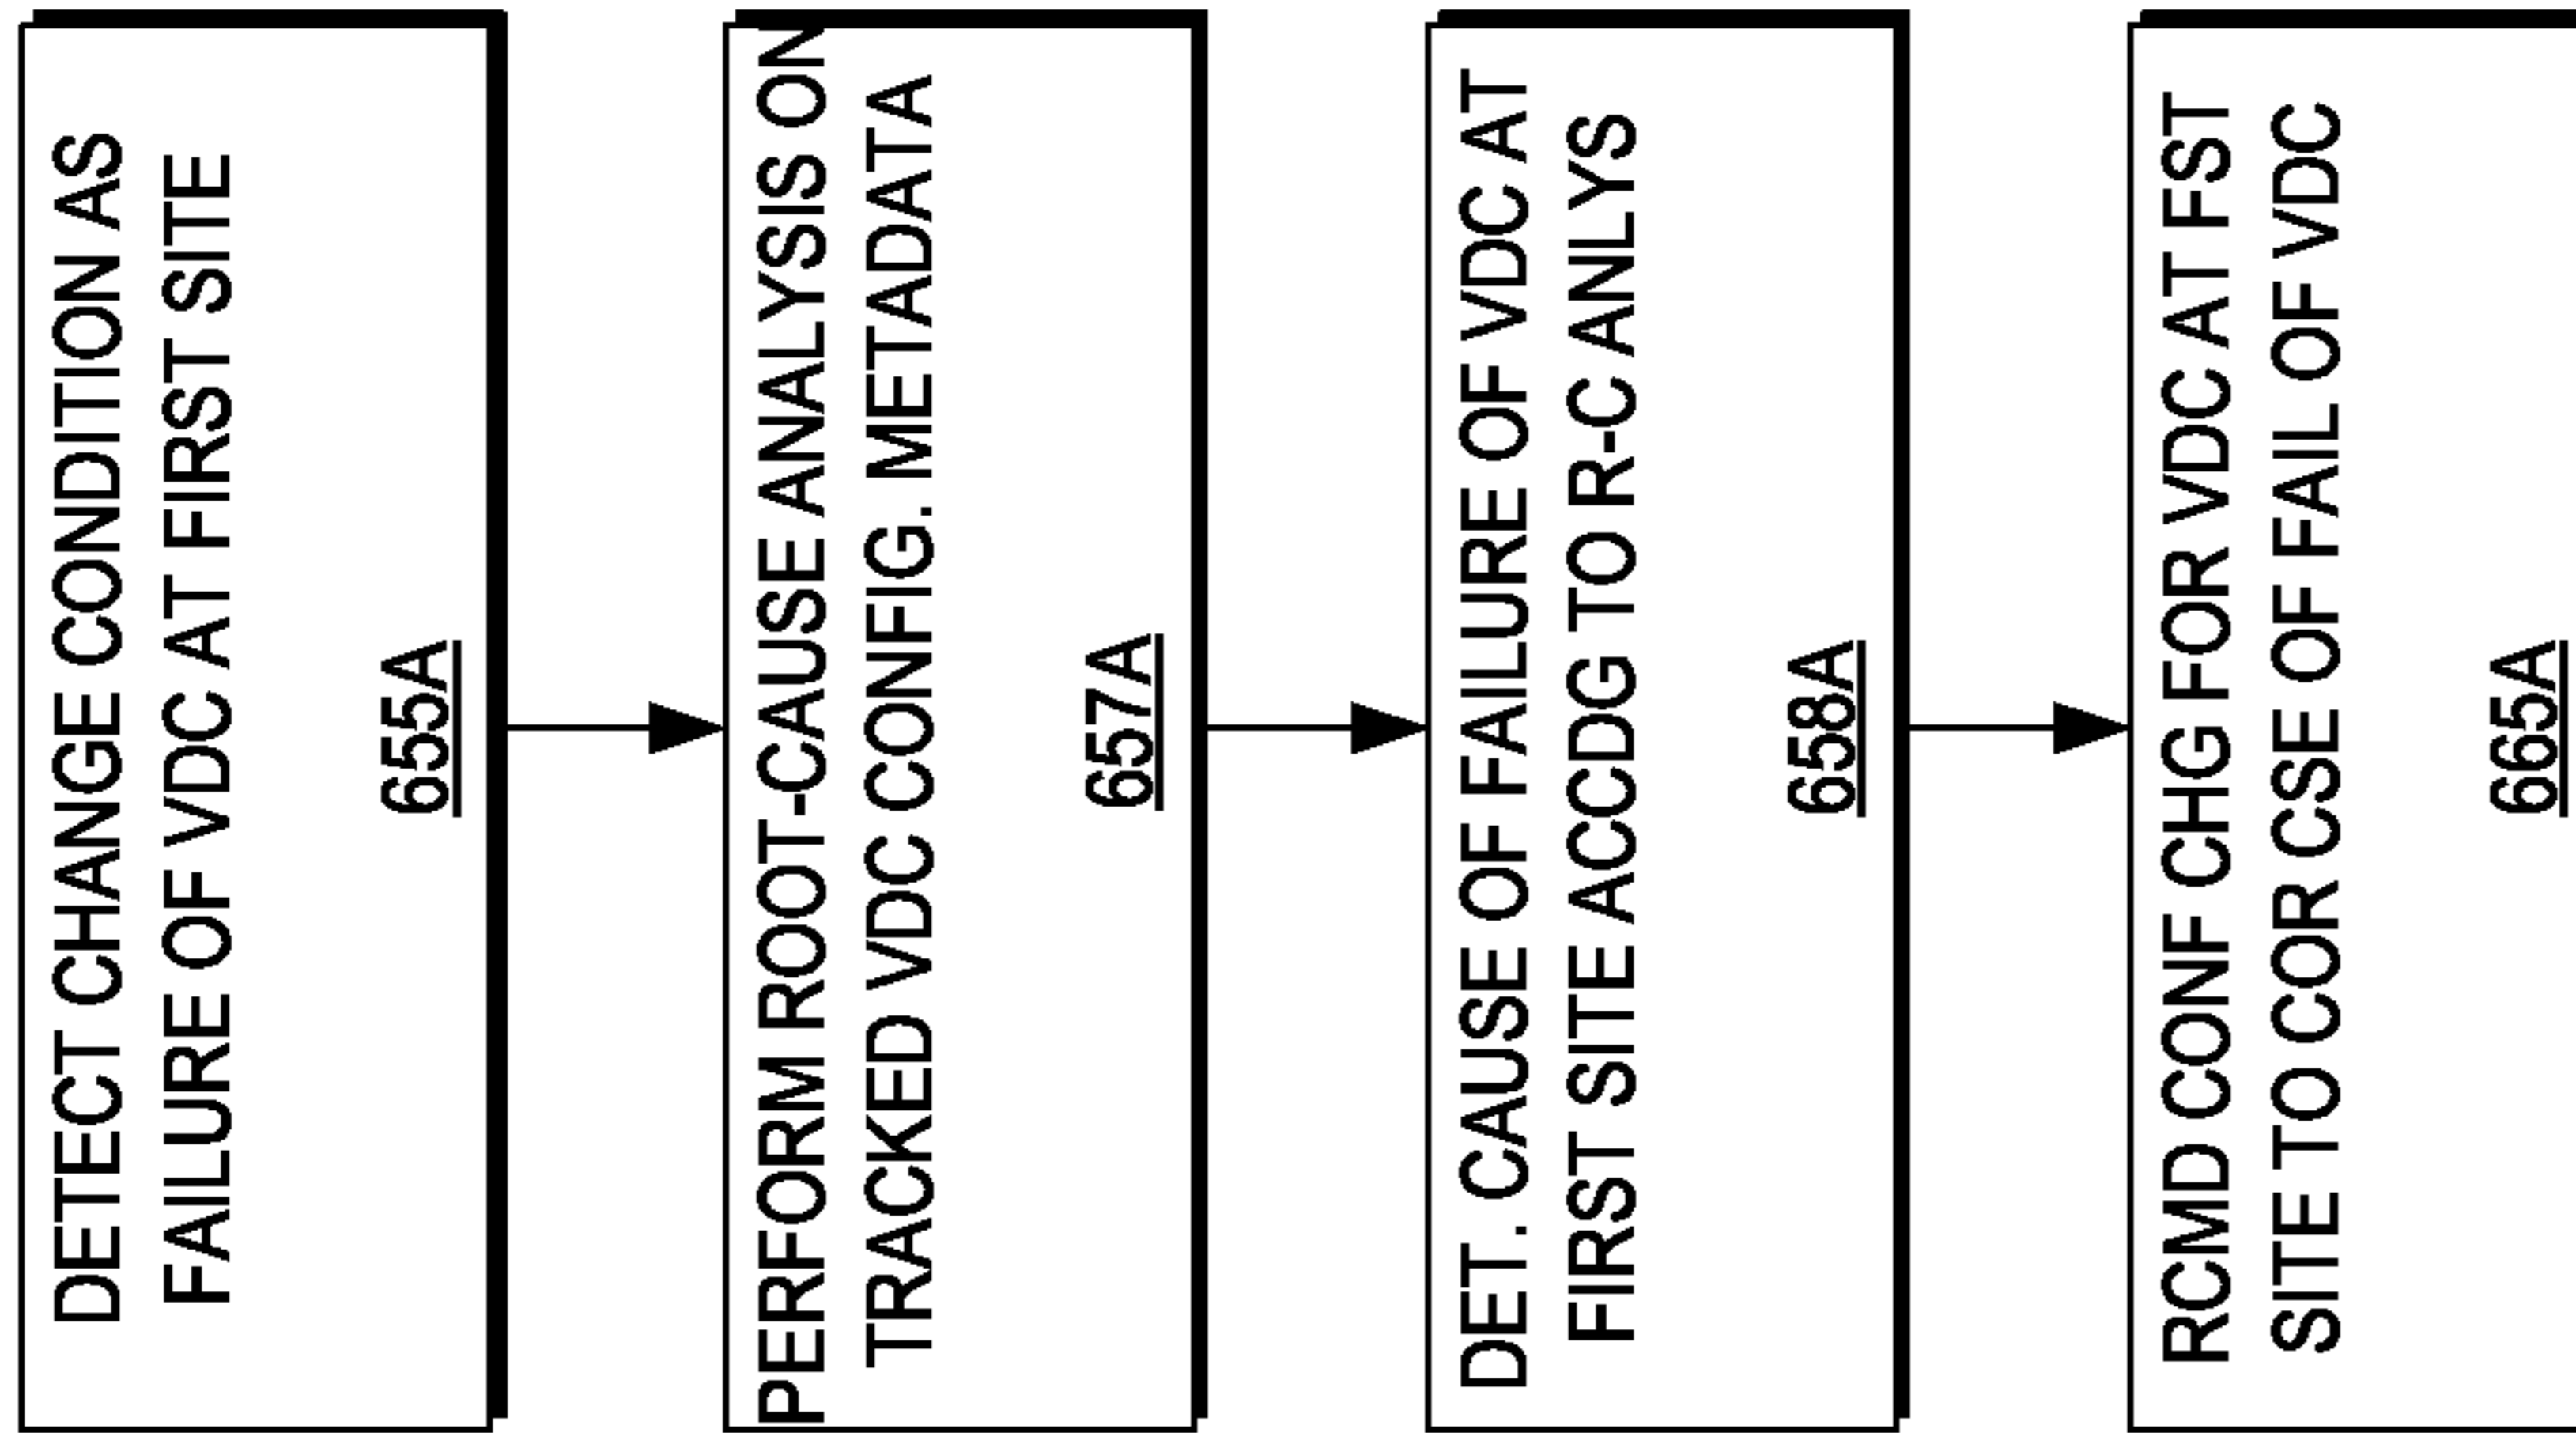 DETECT CHANGE CONDITION AS
FAILURE OF VDC AT FIRST SITE
655A
PERFORM ROOT-CAUSE ANALYSIS ON
TRACKED VDC CONFIG. METADATA
657A
DET. CAUSE OF FAILURE OF VDC AT
FIRST SITE ACCDG TO R-C ANLYS
658A
RCMD CONF CHG FOR VDC AT FST
SITE TO COR CSE OF FAIL OF VDC
665A